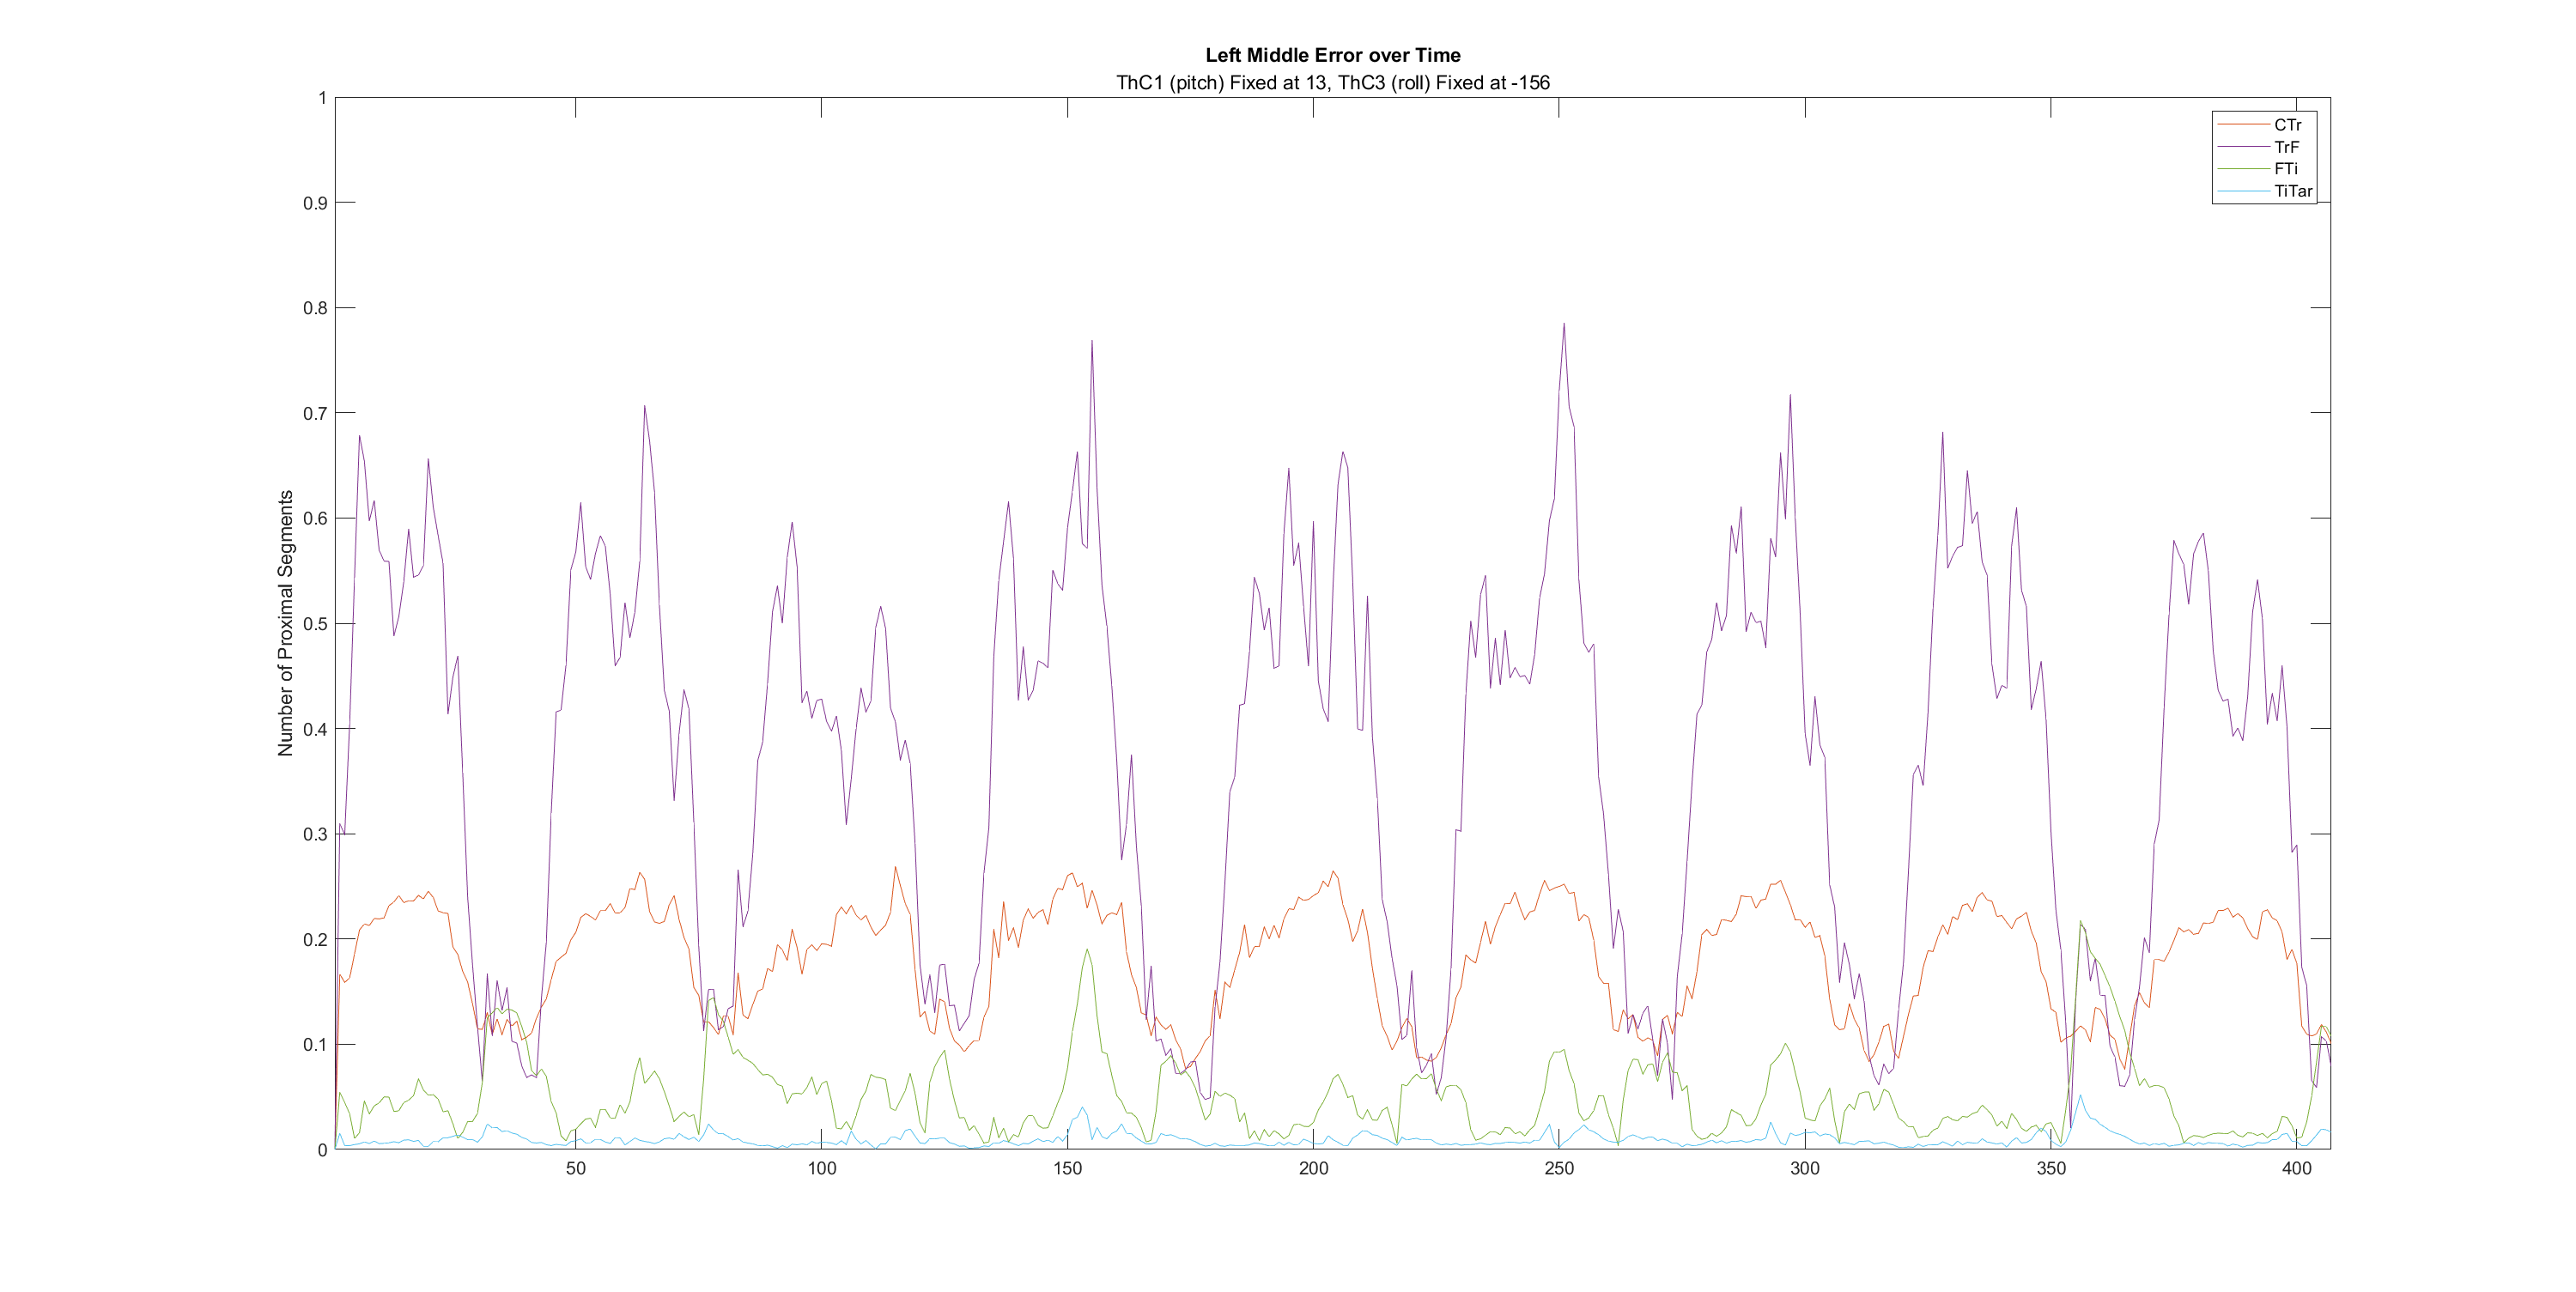 Left Middle Error over Time
ThC1 (pitch) Fixed at 13, ThC3 (roll) Fixed at -156
1
0.9
0.8
0.7
0.6
0.5
0.4
0.3
0.2
0.1
0
Number of Proximal Segments
CTr
TrF
FTi
TiTar
50 100 150 200 250 300 350 400